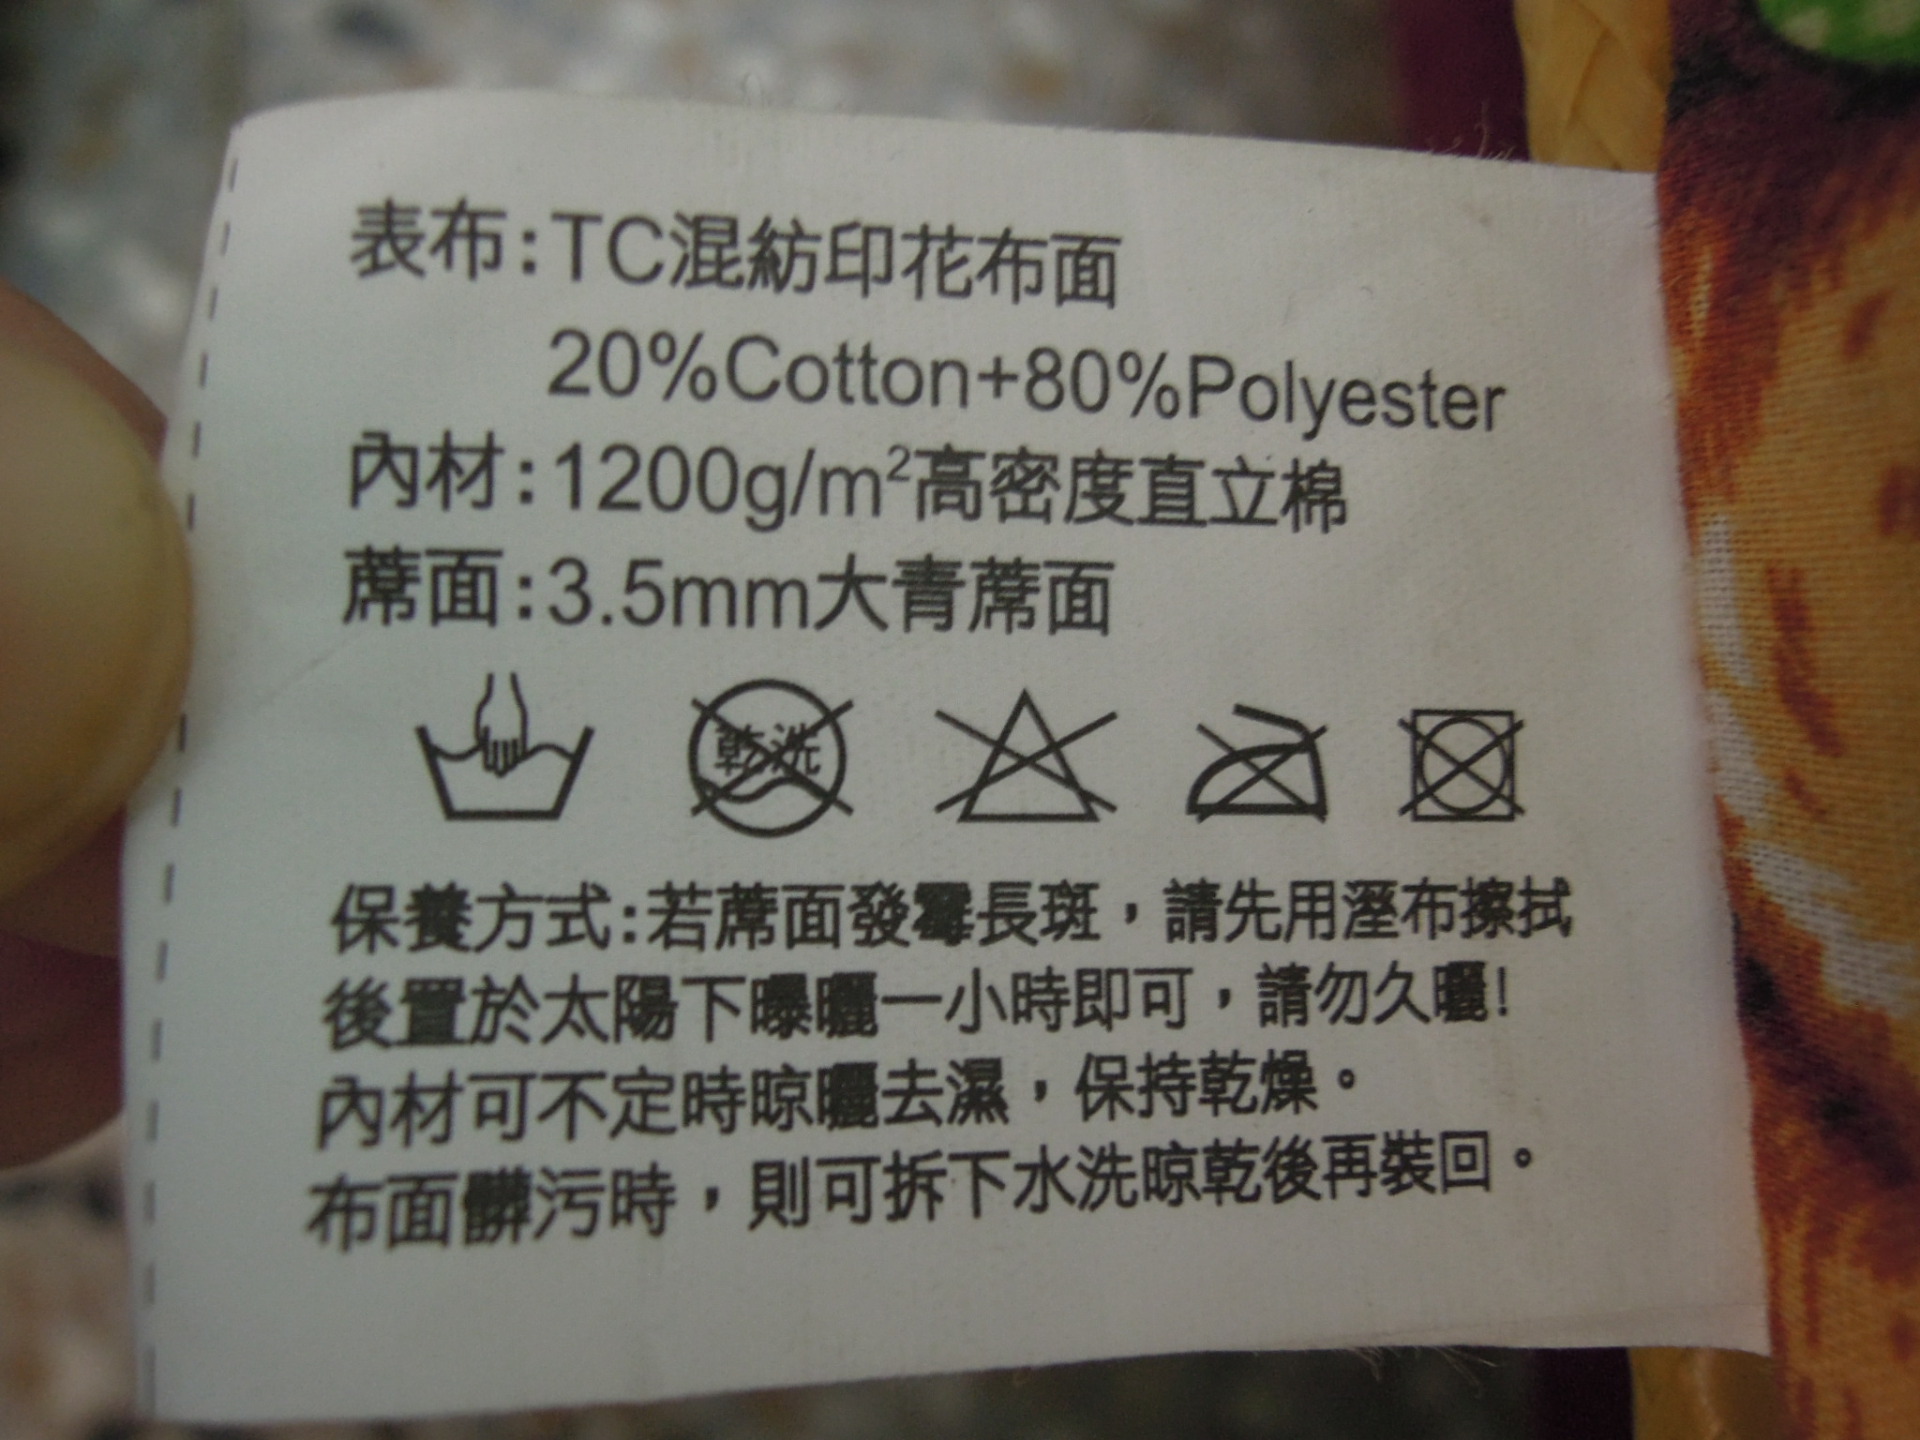 表布:TC混紡印花布面
20%Cotton+80%Polyester
內材:1200g/m²高密度直立棉
蓆面:3.5mm大青蓆面
乾洗
保養方式:若蓆面發霉長斑，請先用溼布擦拭
後置於太陽下曝曬一小時即可，請勿久曬!
內材可不定時晾曬去濕，保持乾燥。
布面髒污時，則可拆下水洗晾乾後再裝回。